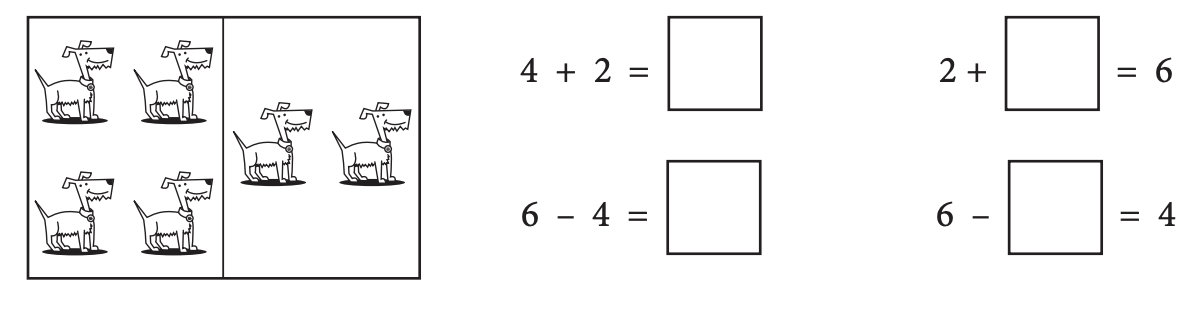 4 + 2 =
2 + = 6
6 – 4 =
6 – = 4